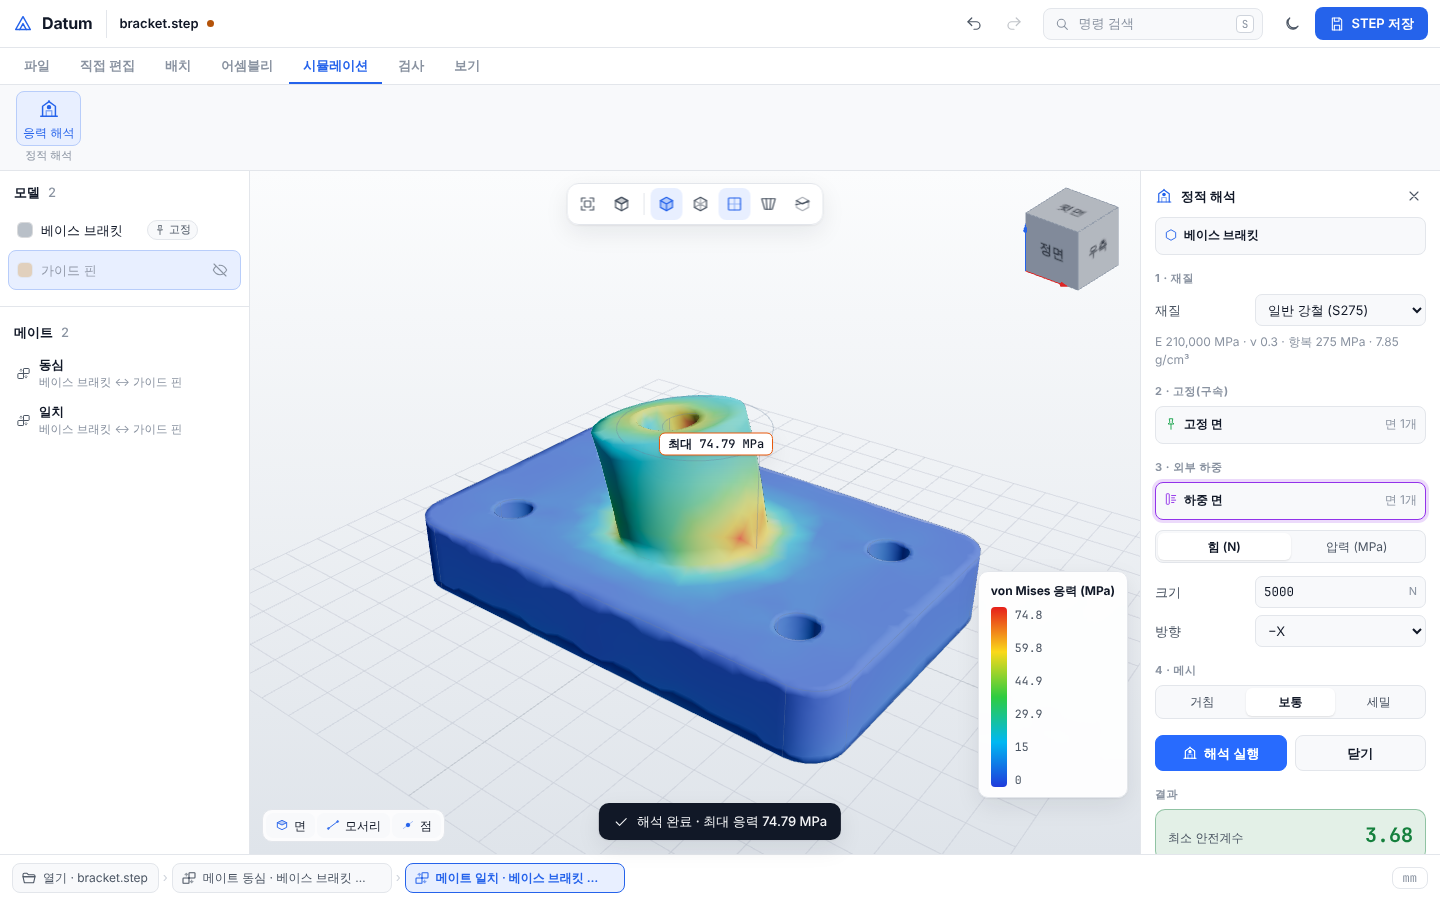 Datum
bracket.step
명령 검색
S
STEP 저장
파일
직접 편집
배치
어셈블리
시뮬레이션
검사
보기
응력 해석
정적 해석
모델 2
베이스 브래킷
고정
가이드 핀
메이트 2
동심
베이스 브래킷 ↔ 가이드 핀
일치
베이스 브래킷 ↔ 가이드 핀
윗면
정면
우측
최대 74.79 MPa
von Mises 응력 (MPa)
74.8
59.8
44.9
29.9
15
0
면
모서리
점
해석 완료 · 최대 응력 74.79 MPa
정적 해석
베이스 브래킷
1 · 재질
재질
일반 강철 (S275)
E 210,000 MPa · ν 0.3 · 항복 275 MPa · 7.85
g/cm³
2 · 고정(구속)
고정 면
면 1개
3 · 외부 하중
하중 면
면 1개
힘 (N)
압력 (MPa)
크기
5000
N
방향
−X
4 · 메시
거침
보통
세밀
해석 실행
닫기
결과
최소 안전계수
3.68
열기 · bracket.step
메이트 동심 · 베이스 브래킷 ...
메이트 일치 · 베이스 브래킷 ...
mm